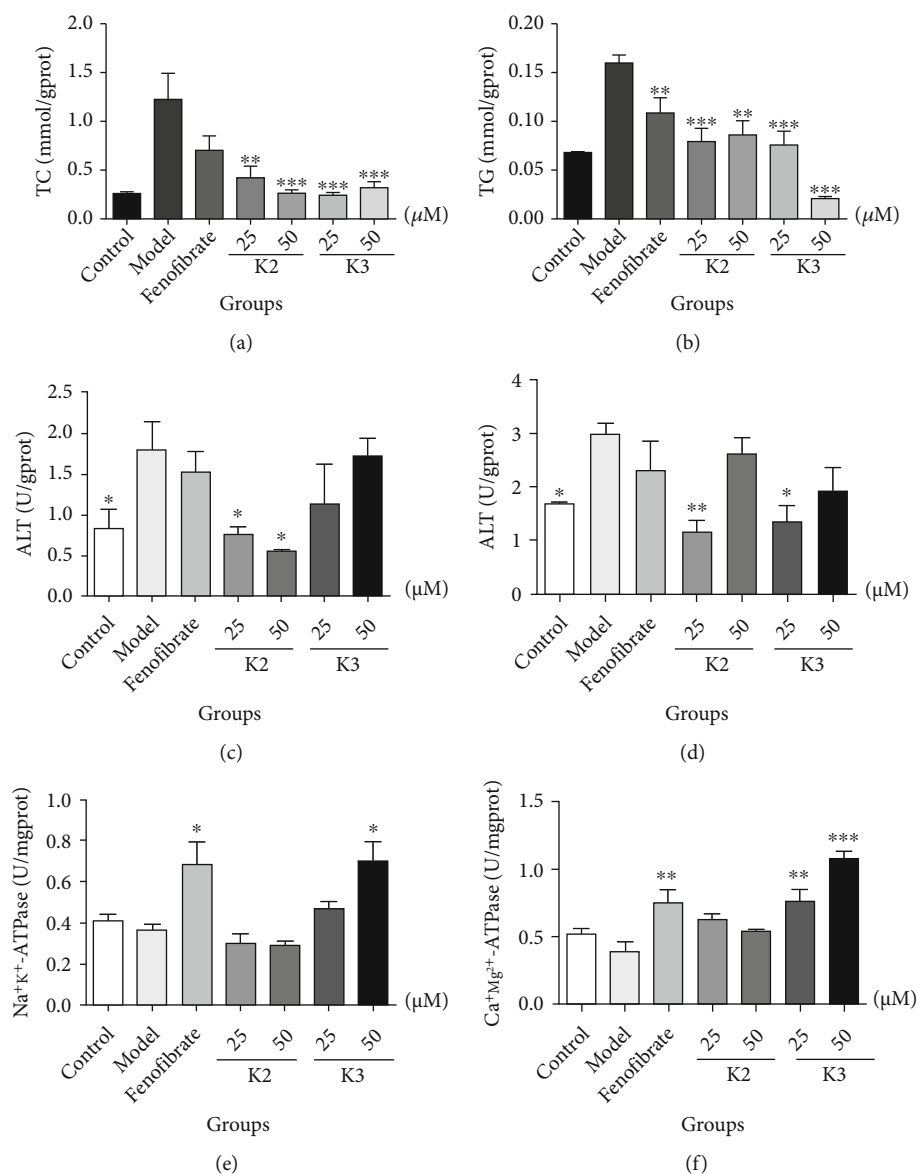 TC (mmol/gprot)
2.0
1.5
1.0
0.5
0.0
**
***
***
***
(μM)
Control
Model
Fenofibrate
25
50
25
50
K2
K3
Groups
(a)
TG (mmol/gprot)
0.20
0.15
0.10
0.05
0.00
**
***
**
***
***
(μM)
Control
Model
Fenofibrate
25
50
25
50
K2
K3
Groups
(b)
ALT (U/gprot)
2.5
2.0
1.5
1.0
0.5
0.0
*
*
*
(μM)
Control
Model
Fenofibrate
25
50
25
50
K2
K3
Groups
(c)
ALT (U/gprot)
4
3
2
1
0
*
**
*
(μM)
Control
Model
Fenofibrate
25
50
25
50
K2
K3
Groups
(d)
Na⁺K⁺-ATPase (U/mgprot)
1.0
0.8
0.6
0.4
0.2
0.0
*
*
(μM)
Control
Model
Fenofibrate
25
50
25
50
K2
K3
Groups
(e)
Ca⁺Mg²⁺-ATPase (U/mgprot)
1.5
1.0
0.5
0.0
**
**
***
(μM)
Control
Model
Fenofibrate
25
50
25
50
K2
K3
Groups
(f)